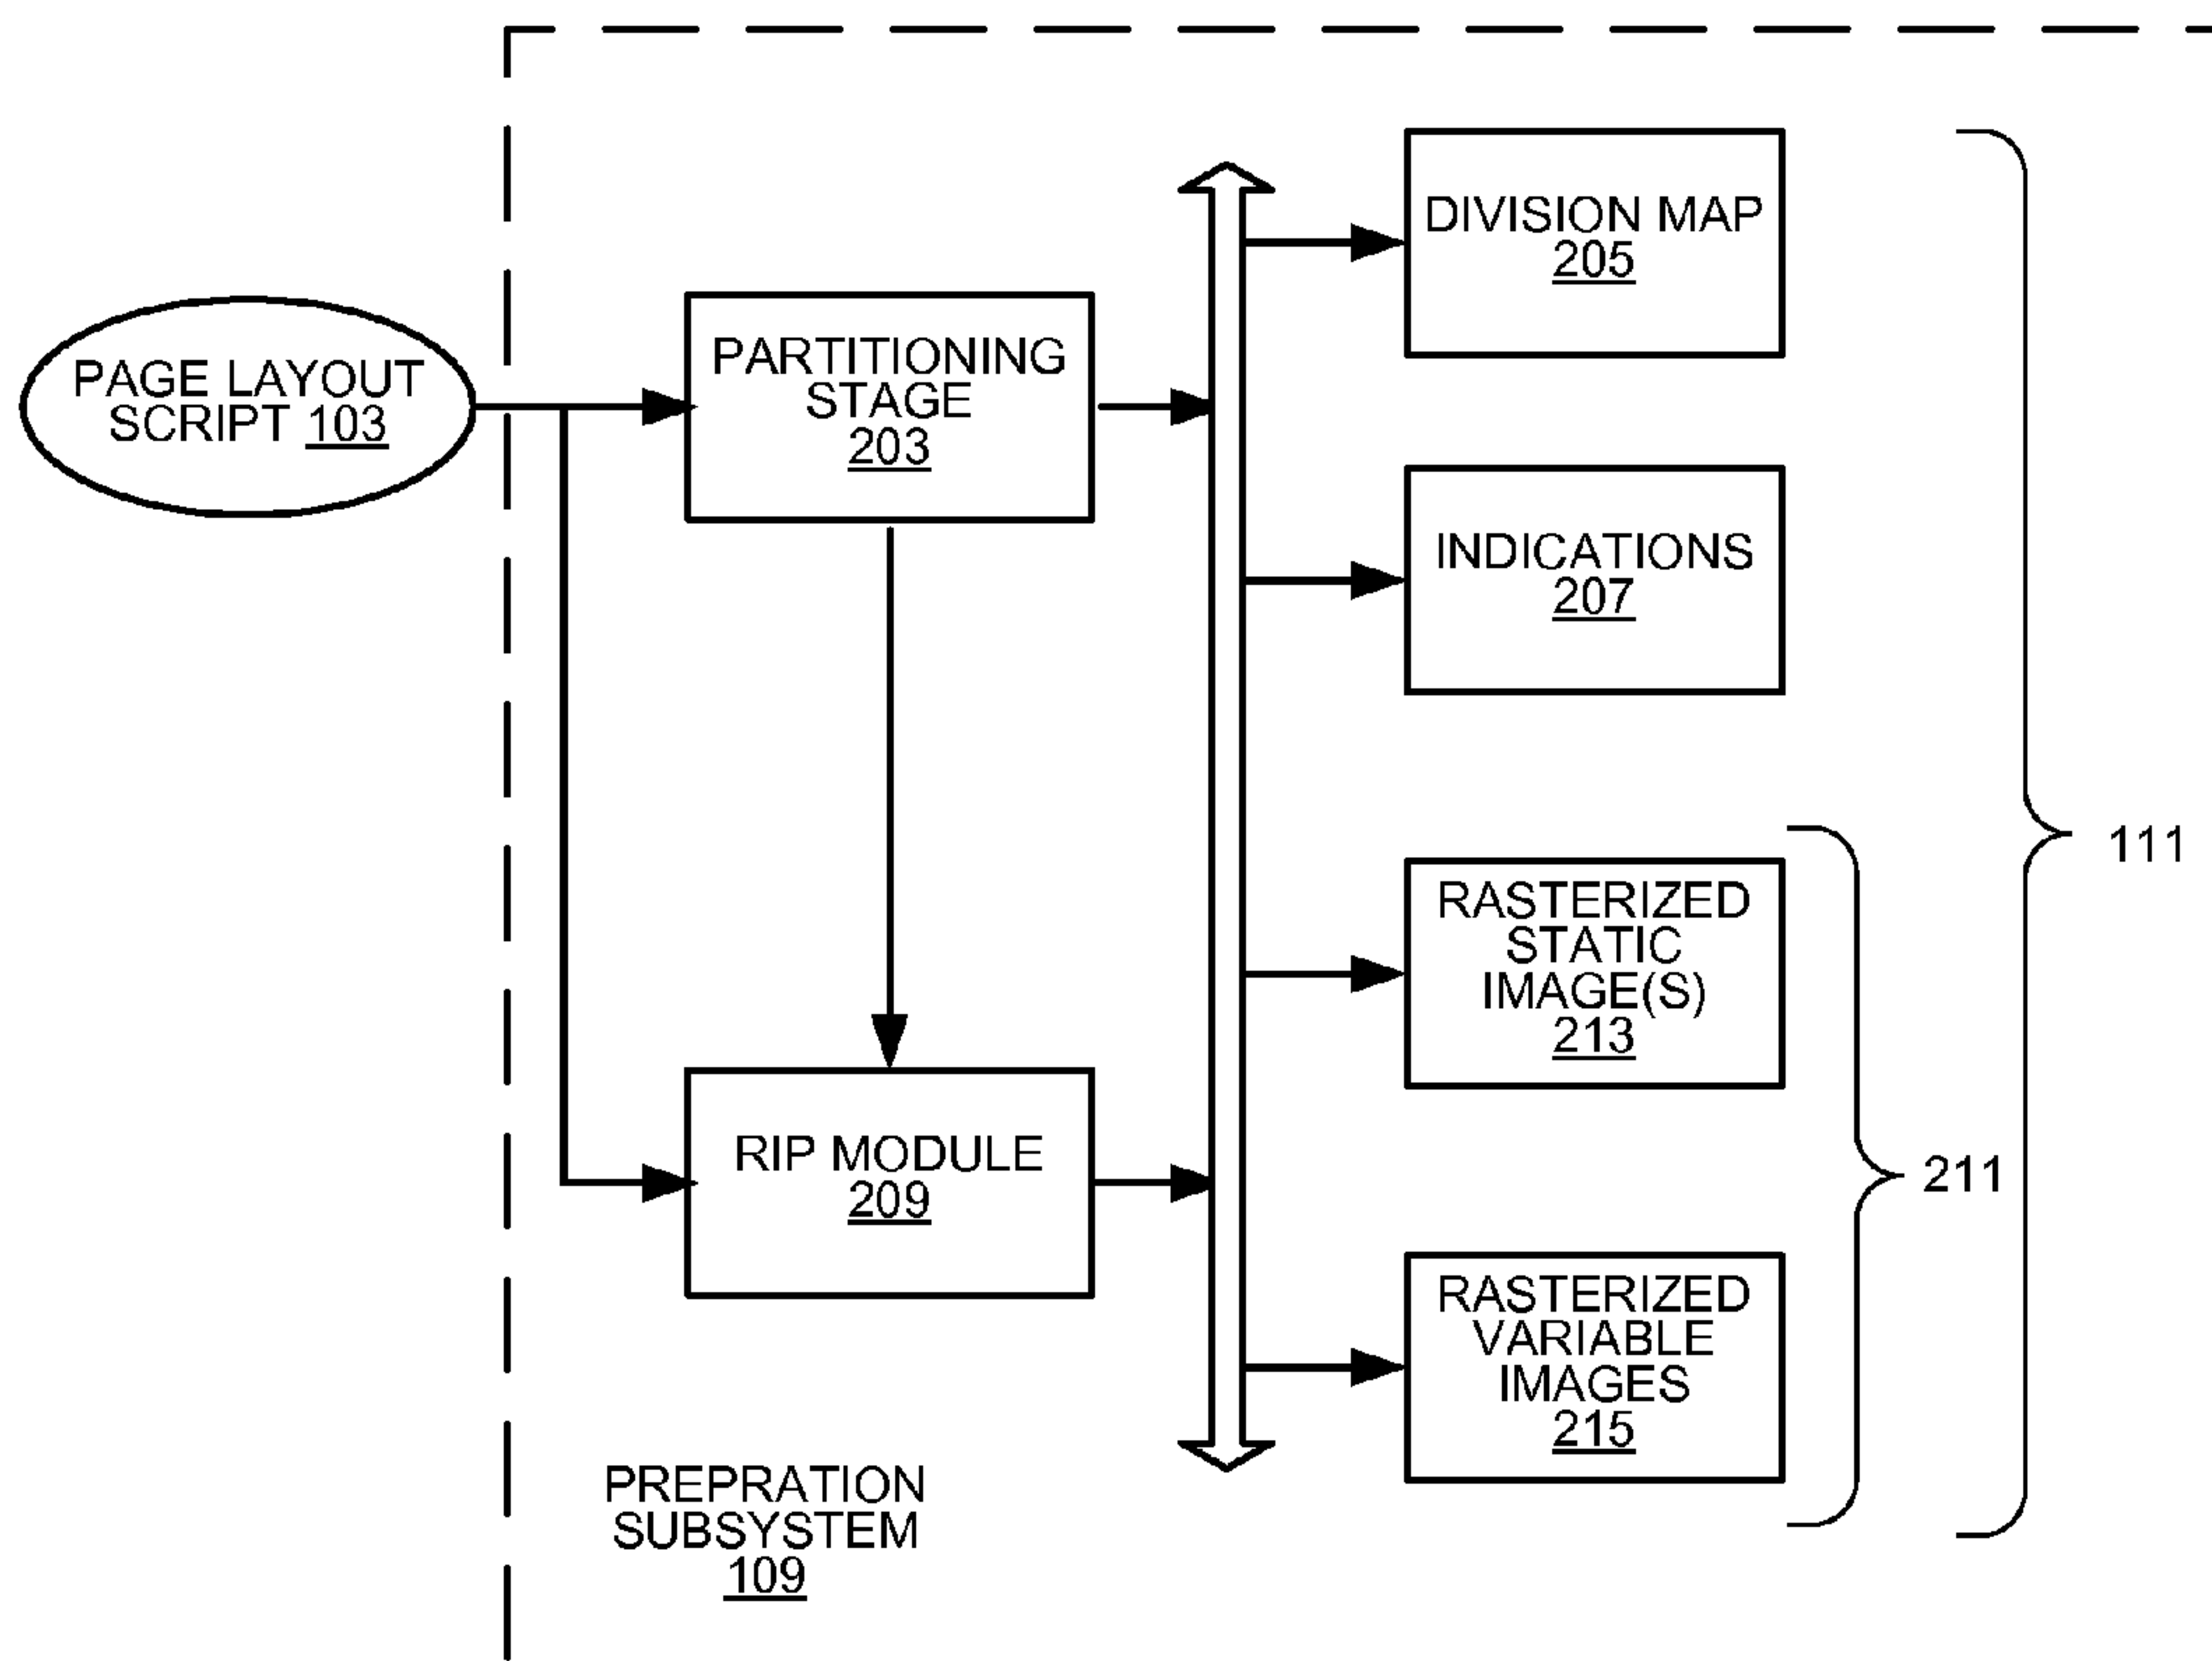 PAGE LAYOUT
SCRIPT 103
PARTITIONING
STAGE
203
RIP MODULE
209
PREPRATION
SUBSYSTEM
109
DIVISION MAP
205
INDICATIONS
207
RASTERIZED
STATIC
IMAGE(S)
213
RASTERIZED
VARIABLE
IMAGES
215
211
111